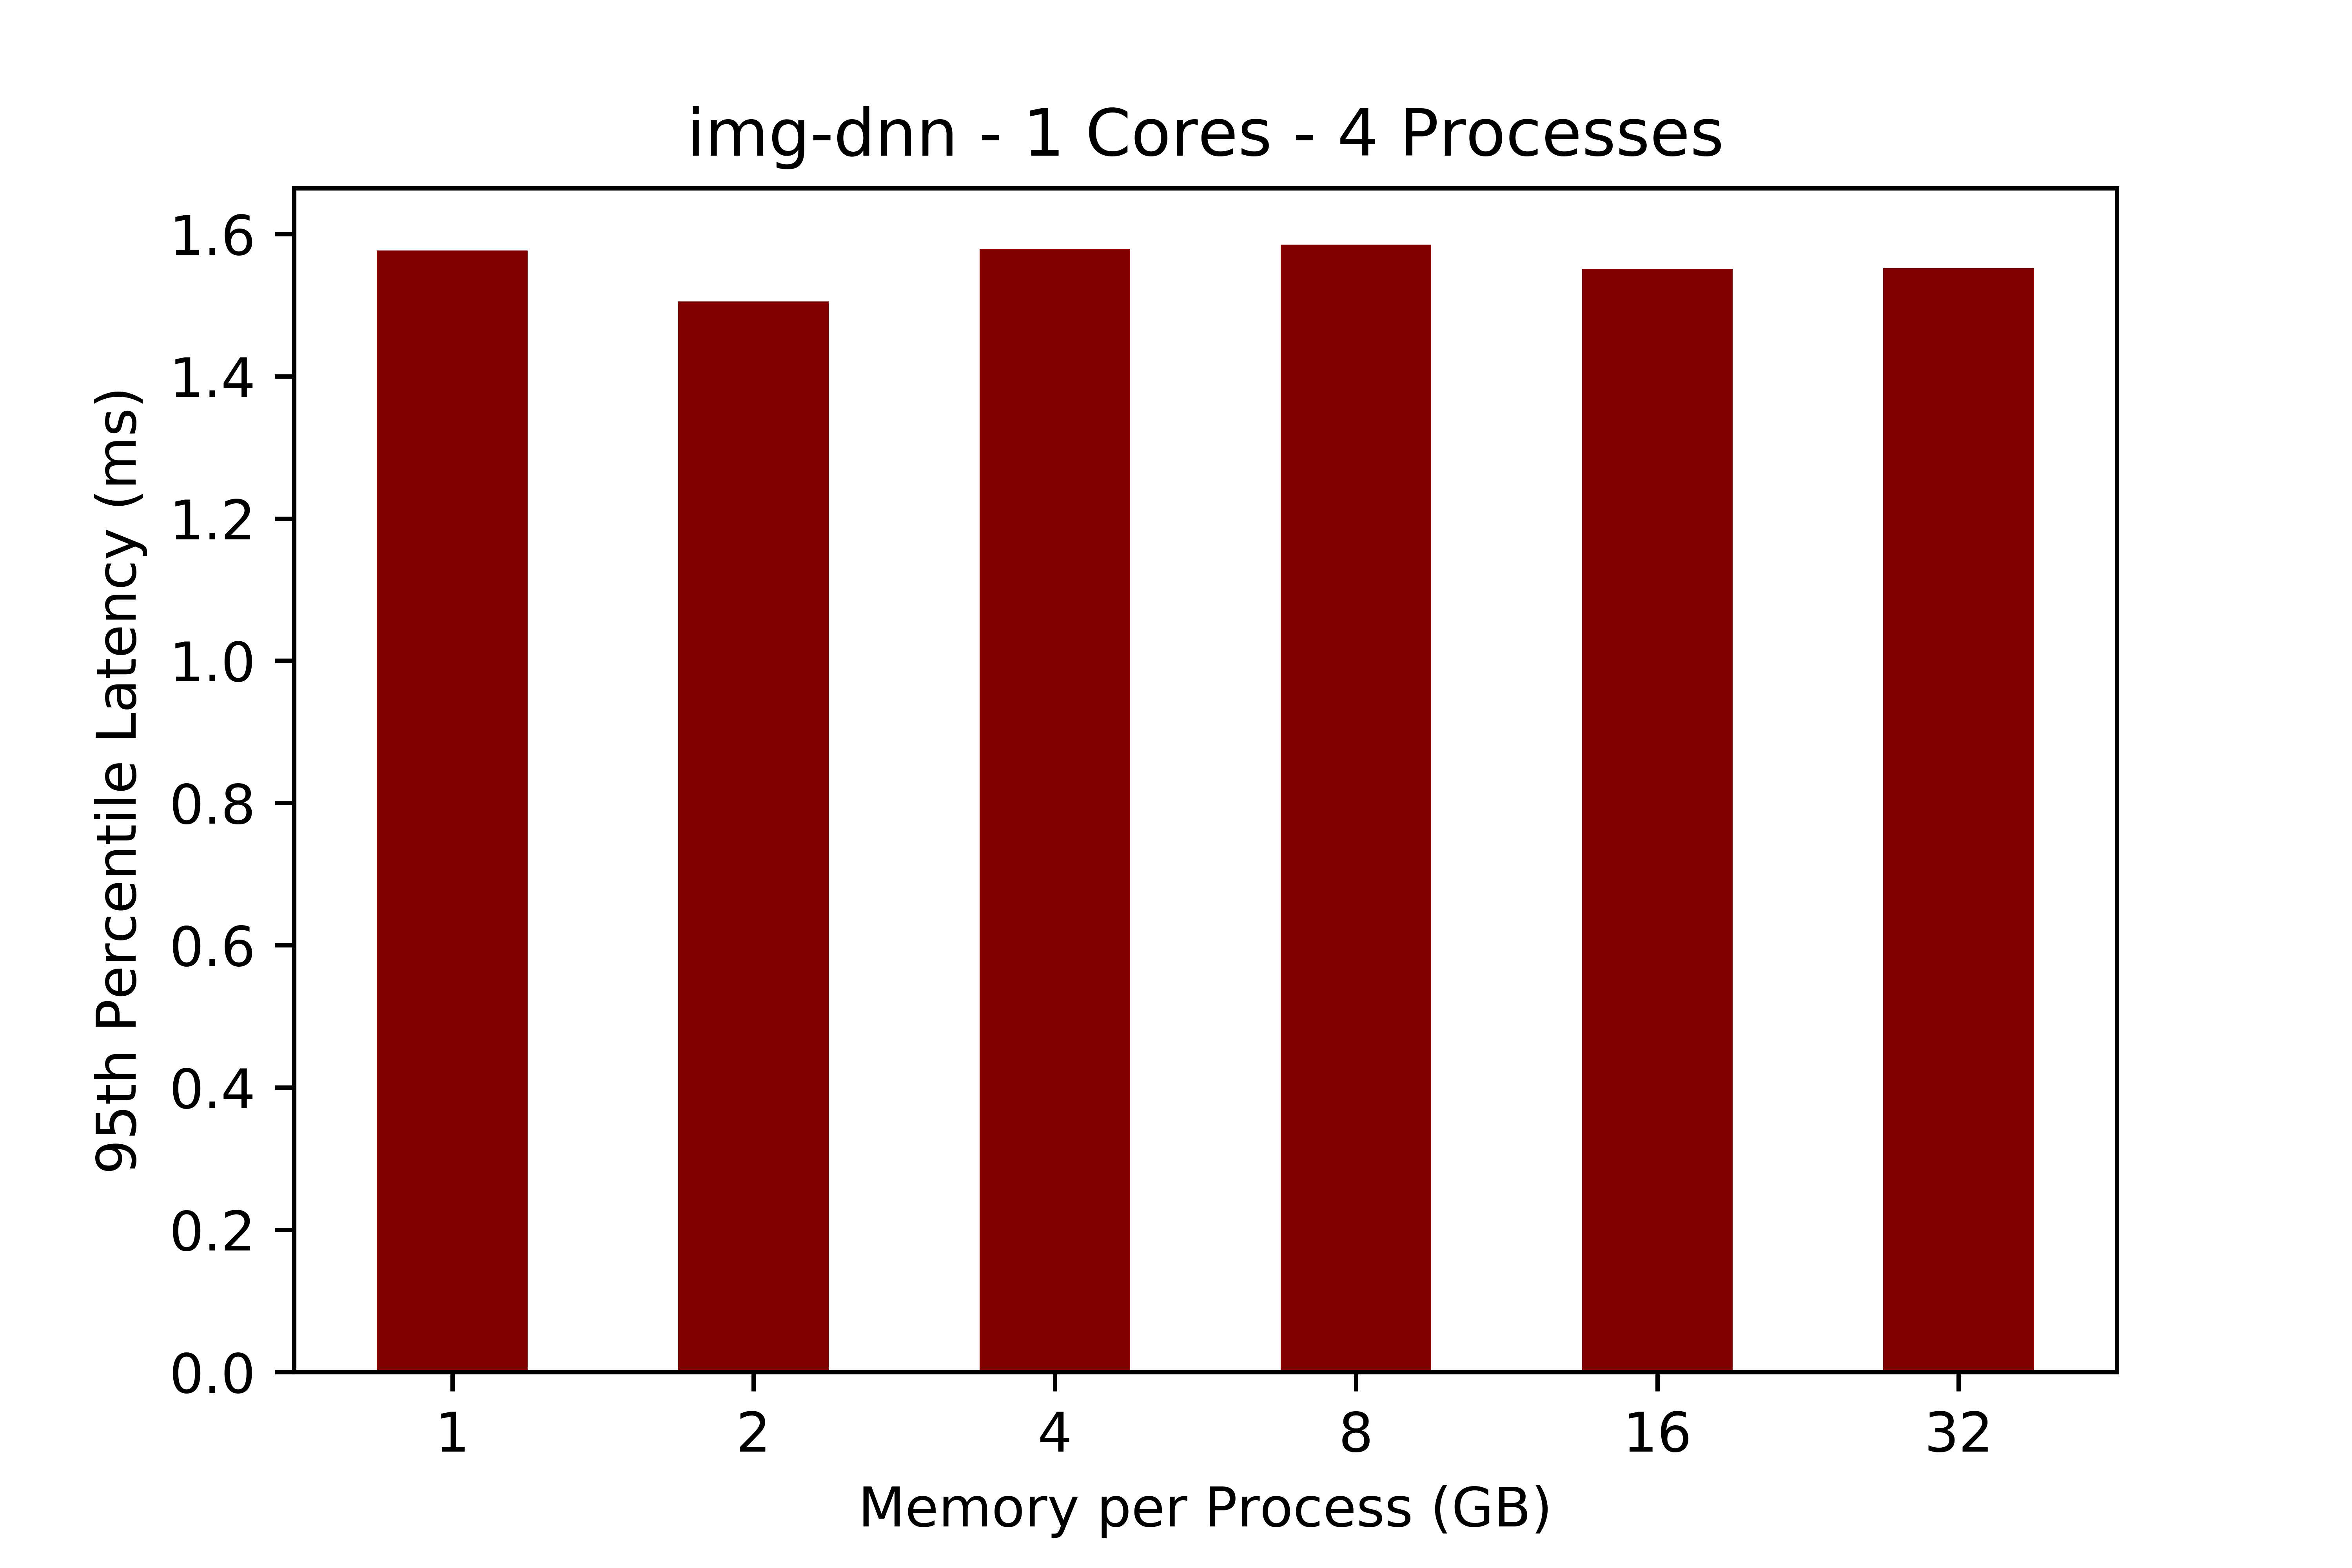 img-dnn - 1 Cores - 4 Processes
95th Percentile Latency (ms)
1.6
1.4
1.2
1.0
0.8
0.6
0.4
0.2
0.0
1 2 4 8 16 32
Memory per Process (GB)